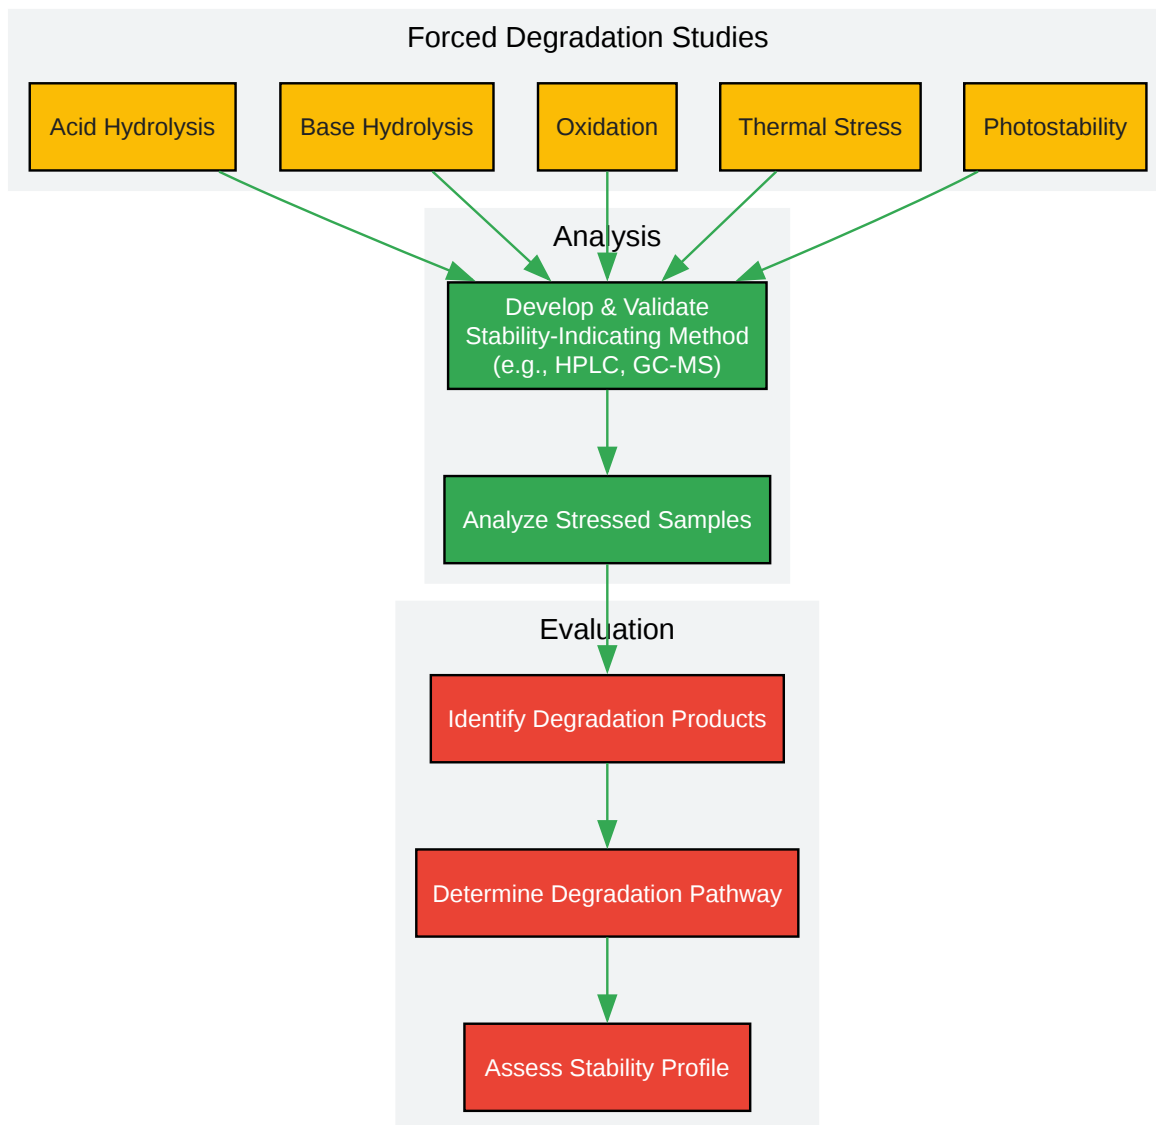 Forced Degradation Studies
Acid Hydrolysis
Base Hydrolysis
Oxidation
Thermal Stress
Photostability
Analysis
Develop & Validate
Stability-Indicating Method
(e.g., HPLC, GC-MS)
Analyze Stressed Samples
Evaluation
Identify Degradation Products
Determine Degradation Pathway
Assess Stability Profile